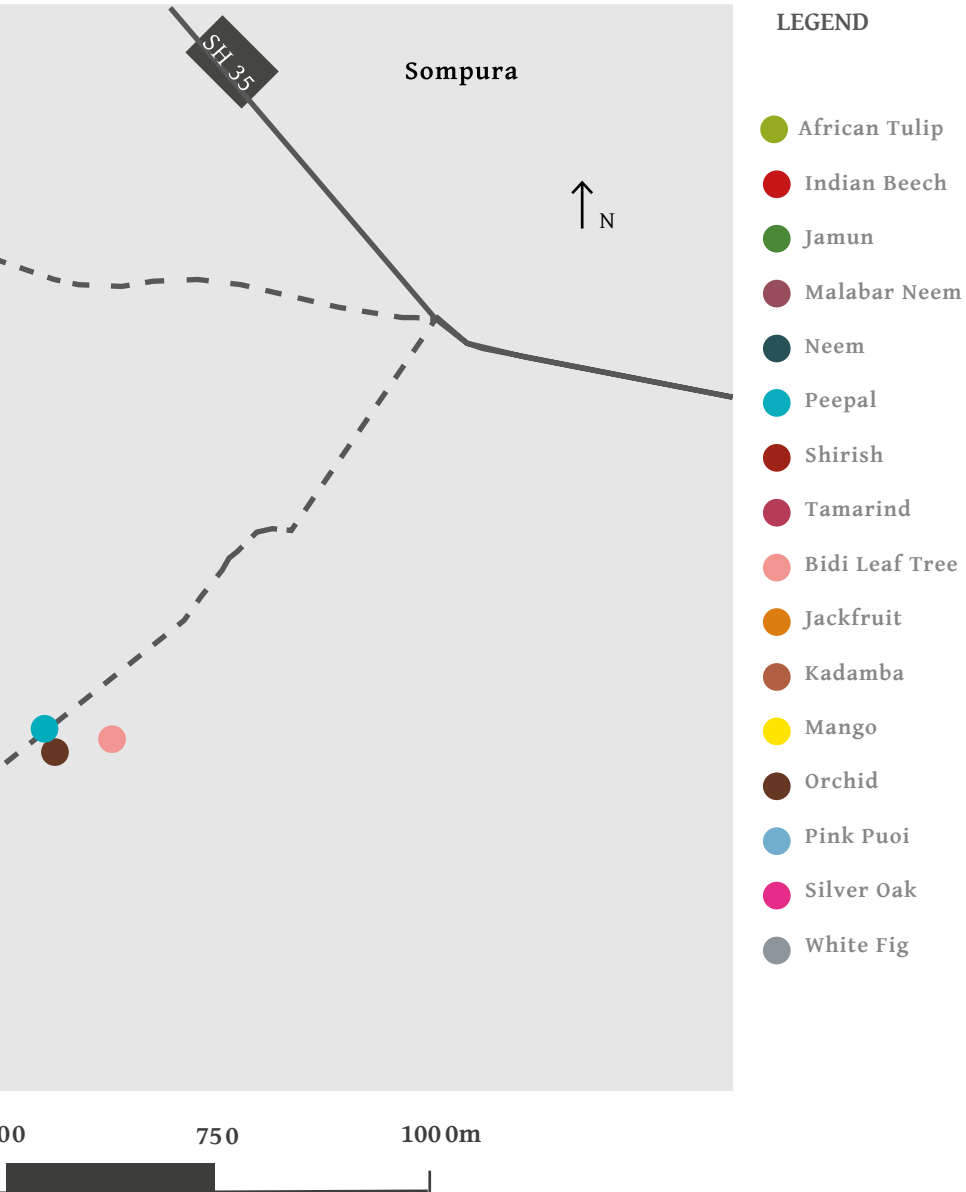 LEGEND
SH 35
Sompura
N
African Tulip
Indian Beech
Jamun
Malabar Neem
Neem
Peepal
Shirish
Tamarind
Bidi Leaf Tree
Jackfruit
Kadamba
Mango
Orchid
Pink Puoi
Silver Oak
White Fig
00 750 1000m